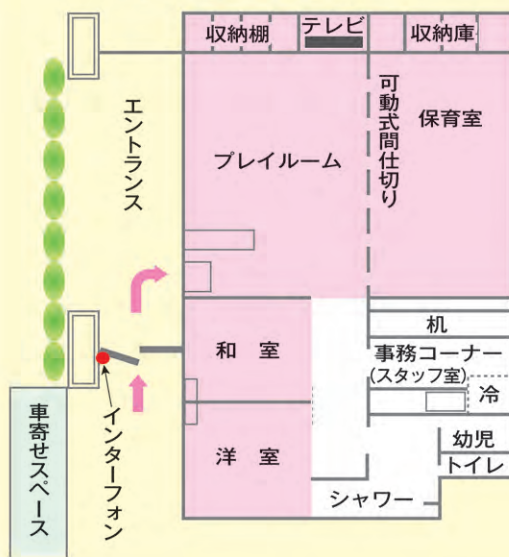 収納棚
テレビ
収納庫
エントランス
プレイルーム
可動式間仕切り
保育室
和室
机
事務コーナー
(スタッフ室)
冷
洋室
幼児
トイレ
シャワー
車寄せスペース
インターフォン